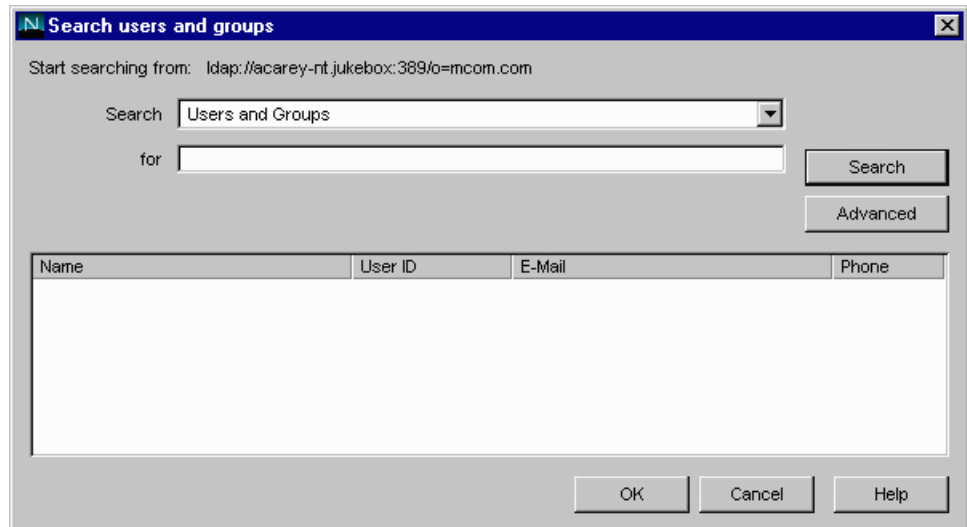 N Search users and groups
Start searching from: ldap://acarey-nt.jukebox:389/o=mcom.com
Search Users and Groups
for
Search
Advanced
Name User ID E-Mail Phone
OK Cancel Help